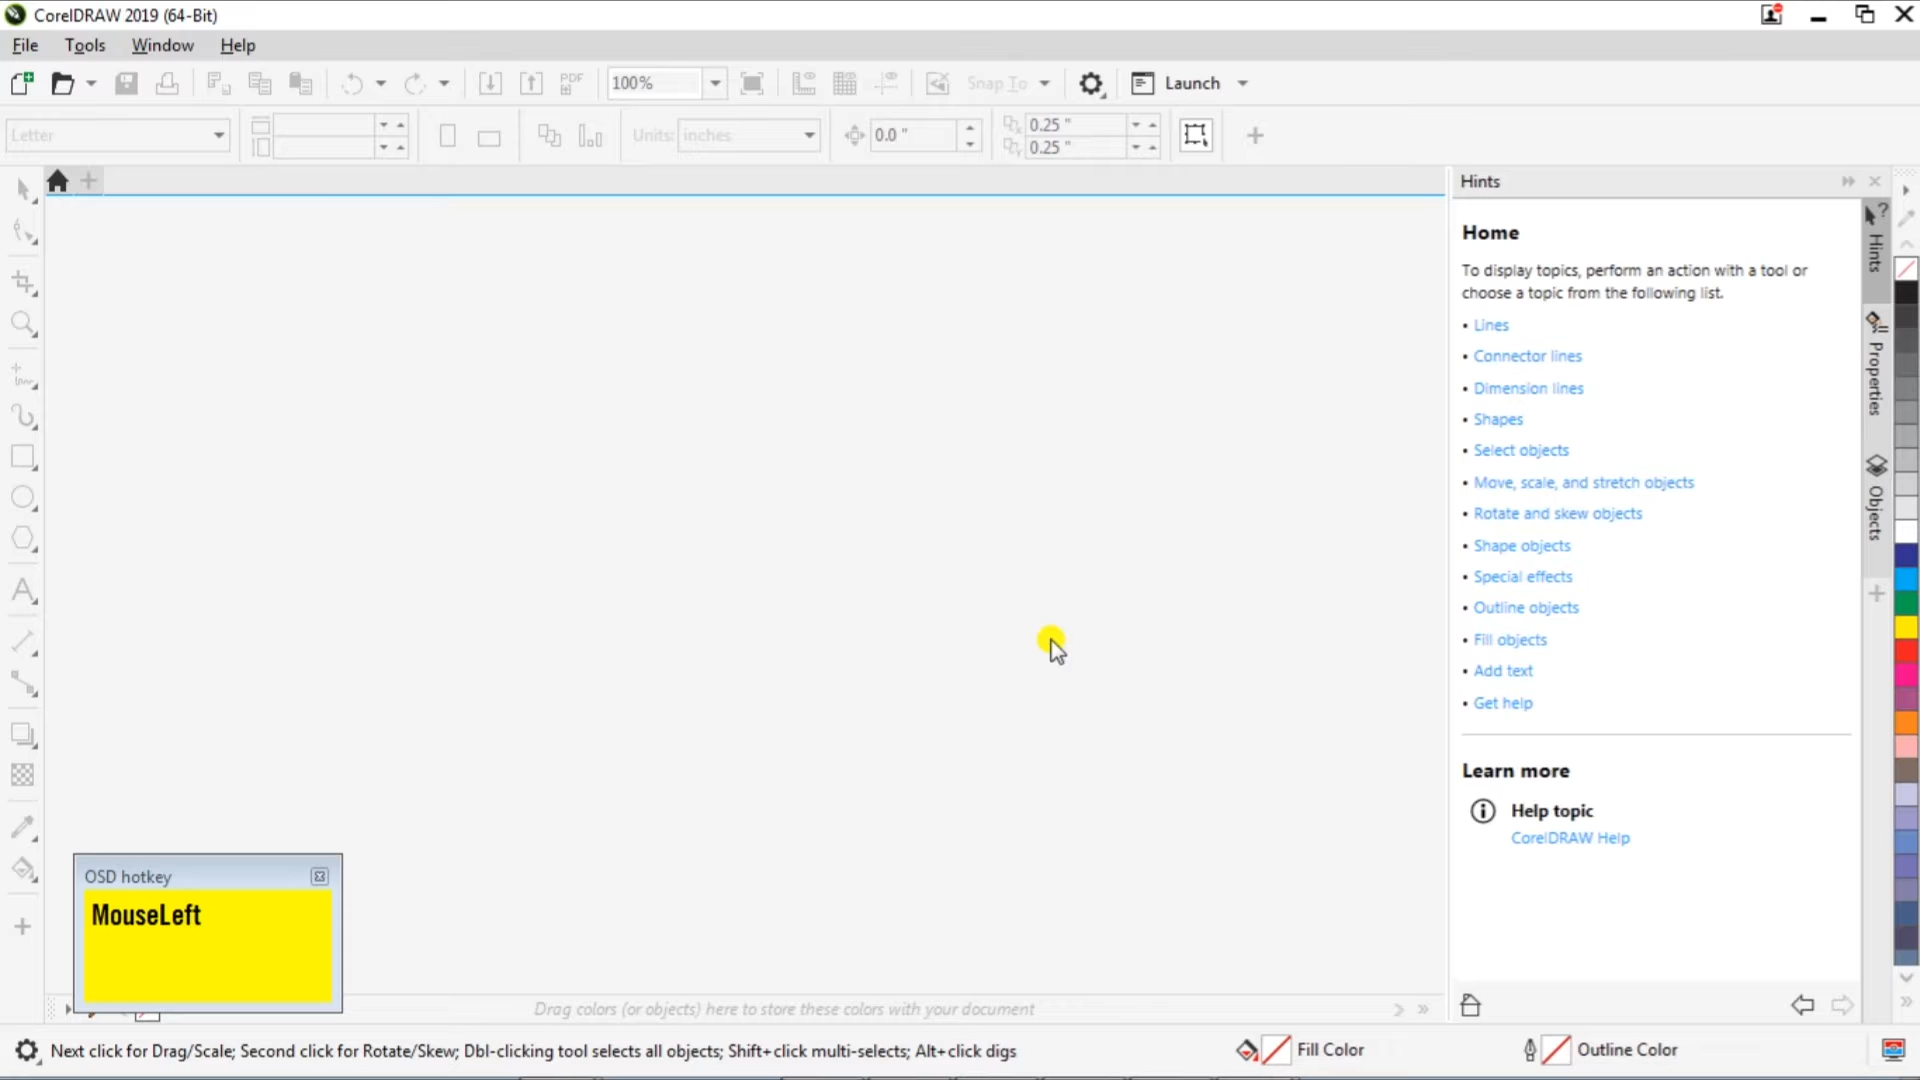 CorelDRAW 2019 (64-Bit)
File Tools Window Help
PDF 100% Snap To Launch
Letter Units: inches 0.0 " 0.25 "
0.25 "
Hints
Home
To display topics, perform an action with a tool or
choose a topic from the following list.
• Lines
• Connector lines
• Dimension lines
• Shapes
• Select objects
• Move, scale, and stretch objects
• Rotate and skew objects
• Shape objects
• Special effects
• Outline objects
• Fill objects
• Add text
• Get help
Learn more
Help topic
CorelDRAW Help
Hints
Properties
Objects
OSD hotkey
MouseLeft
Drag colors (or objects) here to store these colors with your document
Next click for Drag/Scale; Second click for Rotate/Skew; Dbl-clicking tool selects all objects; Shift+click multi-selects; Alt+click digs
Fill Color
Outline Color